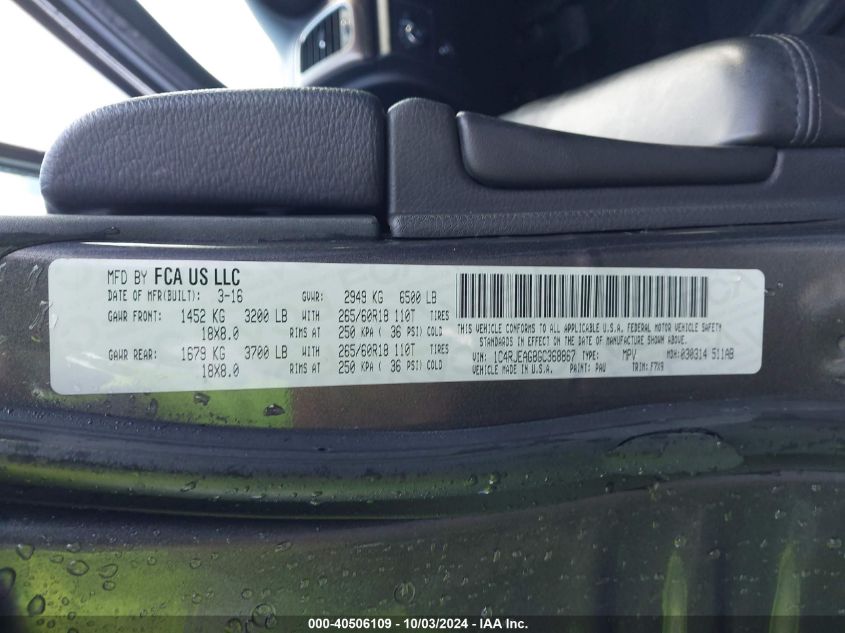 MFD BY FCA US LLC
DATE OF MFR(BUILT): 3-16 GVWR: 2949 KG 6500 LB
GAWR FRONT: 1452 KG 3200 LB WITH 265/60R18 110T TIRES
18X8.0 RIMS AT 250 KPA ( 36 PSI) COLD
GAWR REAR: 1679 KG 3700 LB WITH 265/60R18 110T TIRES
18X8.0 RIMS AT 250 KPA ( 36 PSI) COLD
THIS VEHICLE CONFORMS TO ALL APPLICABLE U.S.A. FEDERAL MOTOR VEHICLE SAFETY
STANDARDS IN EFFECT ON THE DATE OF MANUFACTURE SHOWN ABOVE.
VIN: 1C4RJEAG8GC368867 TYPE: MPV MDH: 030314 511AB
VEHICLE MADE IN U.S.A. PAINT: PAU TRIM: F7X9
000-40506109 - 10/03/2024 - IAA Inc.